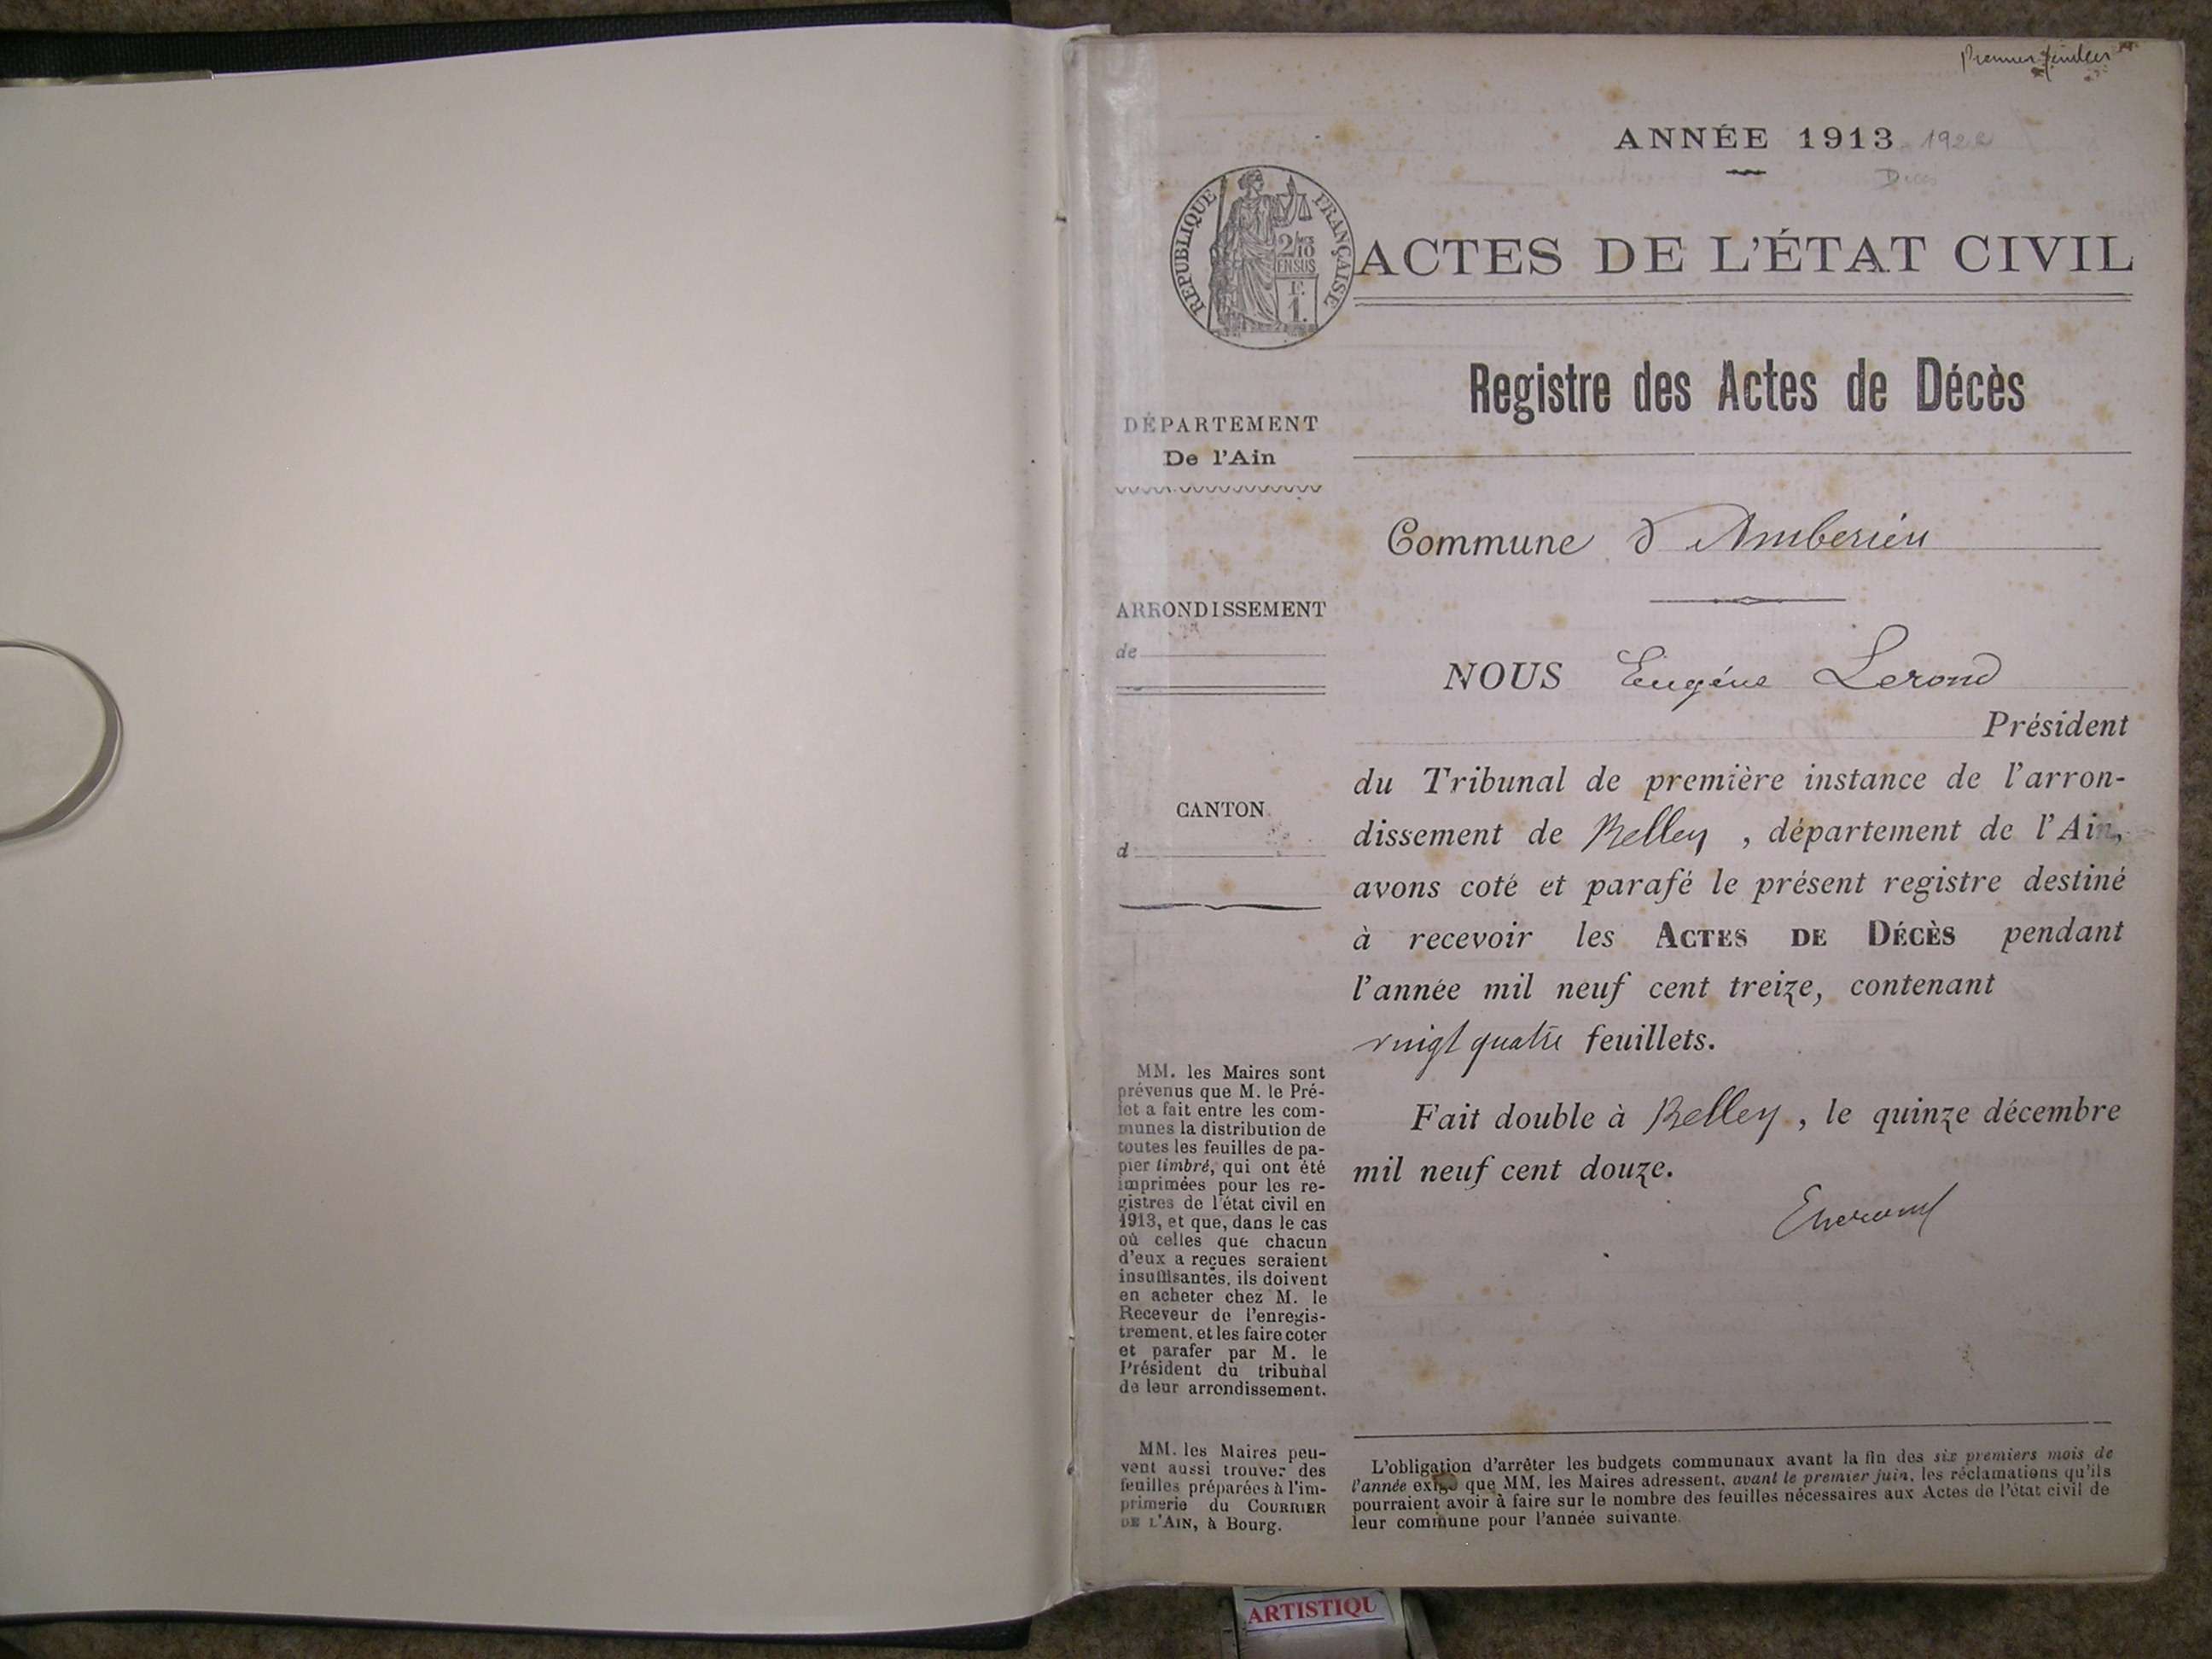 Premier feuillet
ANNÉE 1913 - 1922
Décès
RÉPUBLIQUE FRANÇAISE
2/10
EN SUS
1.
ACTES DE L'ÉTAT CIVIL
Registre des Actes de Décès
DÉPARTEMENT
De l'Ain
Commune d'Amberieu
ARRONDISSEMENT
de
NOUS Eugène Lerond
Président
du Tribunal de première instance de l'arron-
CANTON
d
dissement de Belley, département de l'Ain,
avons coté et parafé le présent registre destiné
à recevoir les ACTES DE DÉCÈS pendant
l'année mil neuf cent treize, contenant
vingt quatre feuillets.
Fait double à Belley, le quinze décembre
mil neuf cent douze.
MM. les Maires sont
prévenus que M. le Pré-
fet a fait entre les com-
munes la distribution de
toutes les feuilles de pa-
pier timbré, qui ont été
imprimées pour les re-
gistres de l'état civil en
1913, et que, dans le cas
où celles que chacun
d'eux a reçues seraient
insuffisantes, ils doivent
en acheter chez M. le
Receveur de l'enregis-
trement, et les faire coter
et parafer par M. le
Président du tribunal
de leur arrondissement.
MM. les Maires peu-
vent aussi trouver des
feuilles préparées à l'im-
primerie du COURRIER
DE L'AIN, à Bourg.
L'obligation d'arrêter les budgets communaux avant la fin des six premiers mois de
l'année exige que MM. les Maires adressent, avant le premier juin, les réclamations qu'ils
pourraient avoir à faire sur le nombre des feuilles nécessaires aux Actes de l'état civil de
leur commune pour l'année suivante.
ARTISTIQU